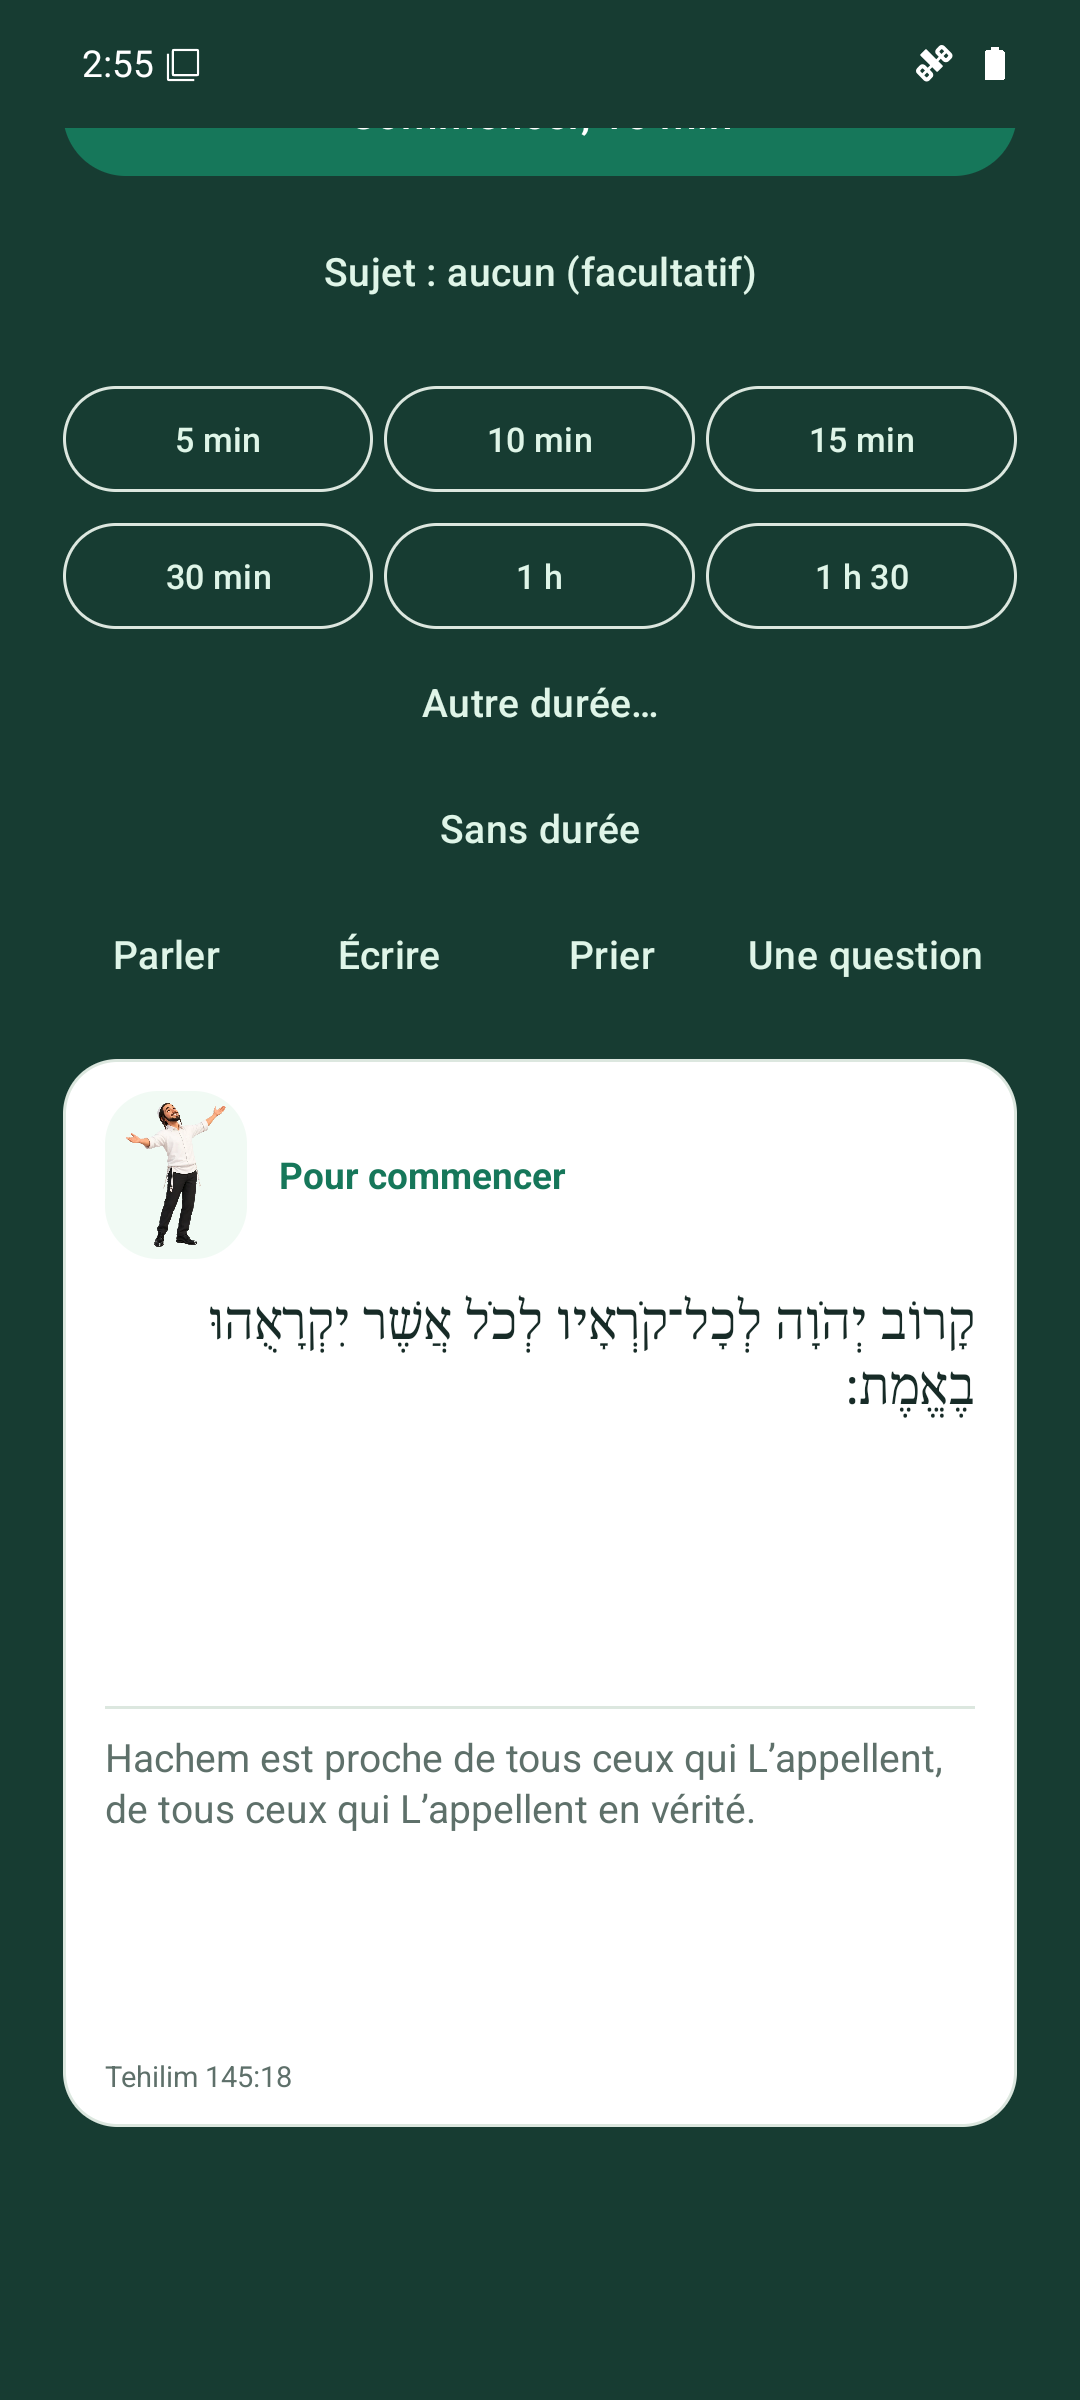 2:55
Sujet : aucun (facultatif)
5 min
10 min
15 min
30 min
1 h
1 h 30
Autre durée…
Sans durée
Parler
Écrire
Prier
Une question
Pour commencer
קָרוֹב יְהֹוָה לְכׇל־קֹרְאָיו לְכֹל אֲשֶׁר יִקְרָאֻהוּ
בֶאֱמֶת׃
Hachem est proche de tous ceux qui L’appellent,
de tous ceux qui L’appellent en vérité.
Tehilim 145:18